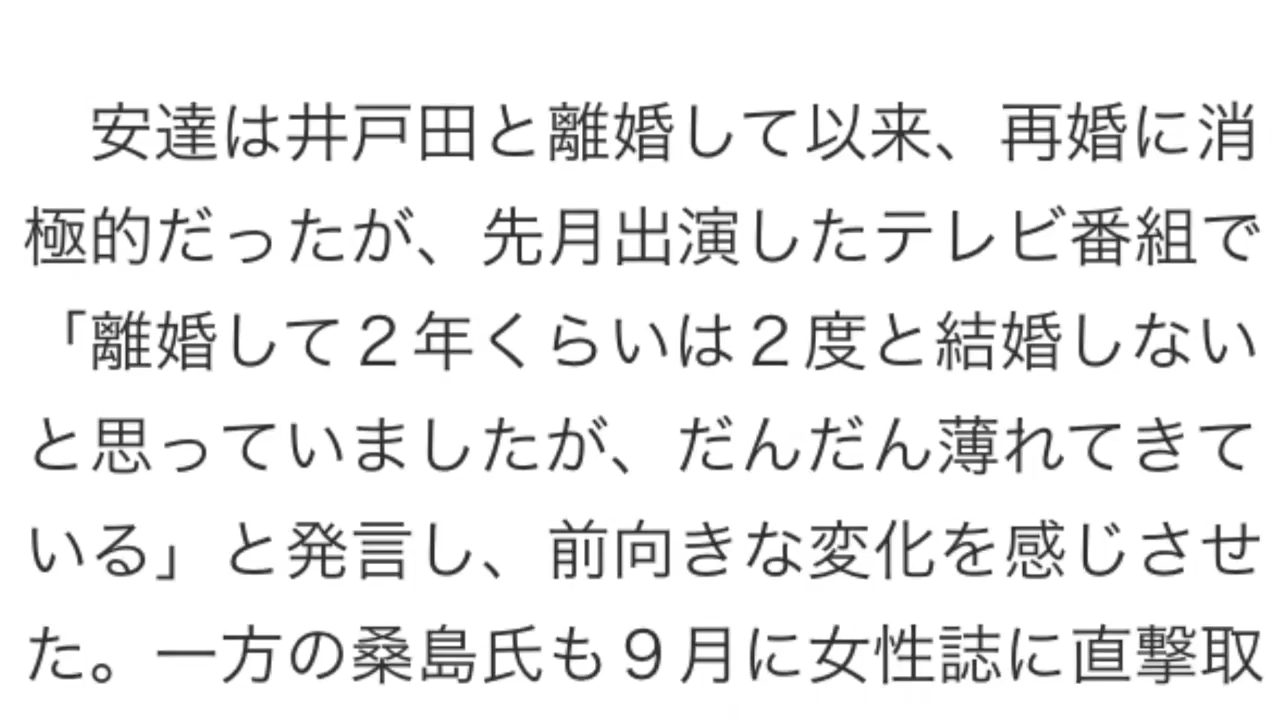 安達は井戸田と離婚して以来、再婚に消
極的だったが、先月出演したテレビ番組で
「離婚して２年くらいは２度と結婚しない
と思っていましたが、だんだん薄れてきて
いる」と発言し、前向きな変化を感じさせ
た。一方の桑島氏も９月に女性誌に直撃取